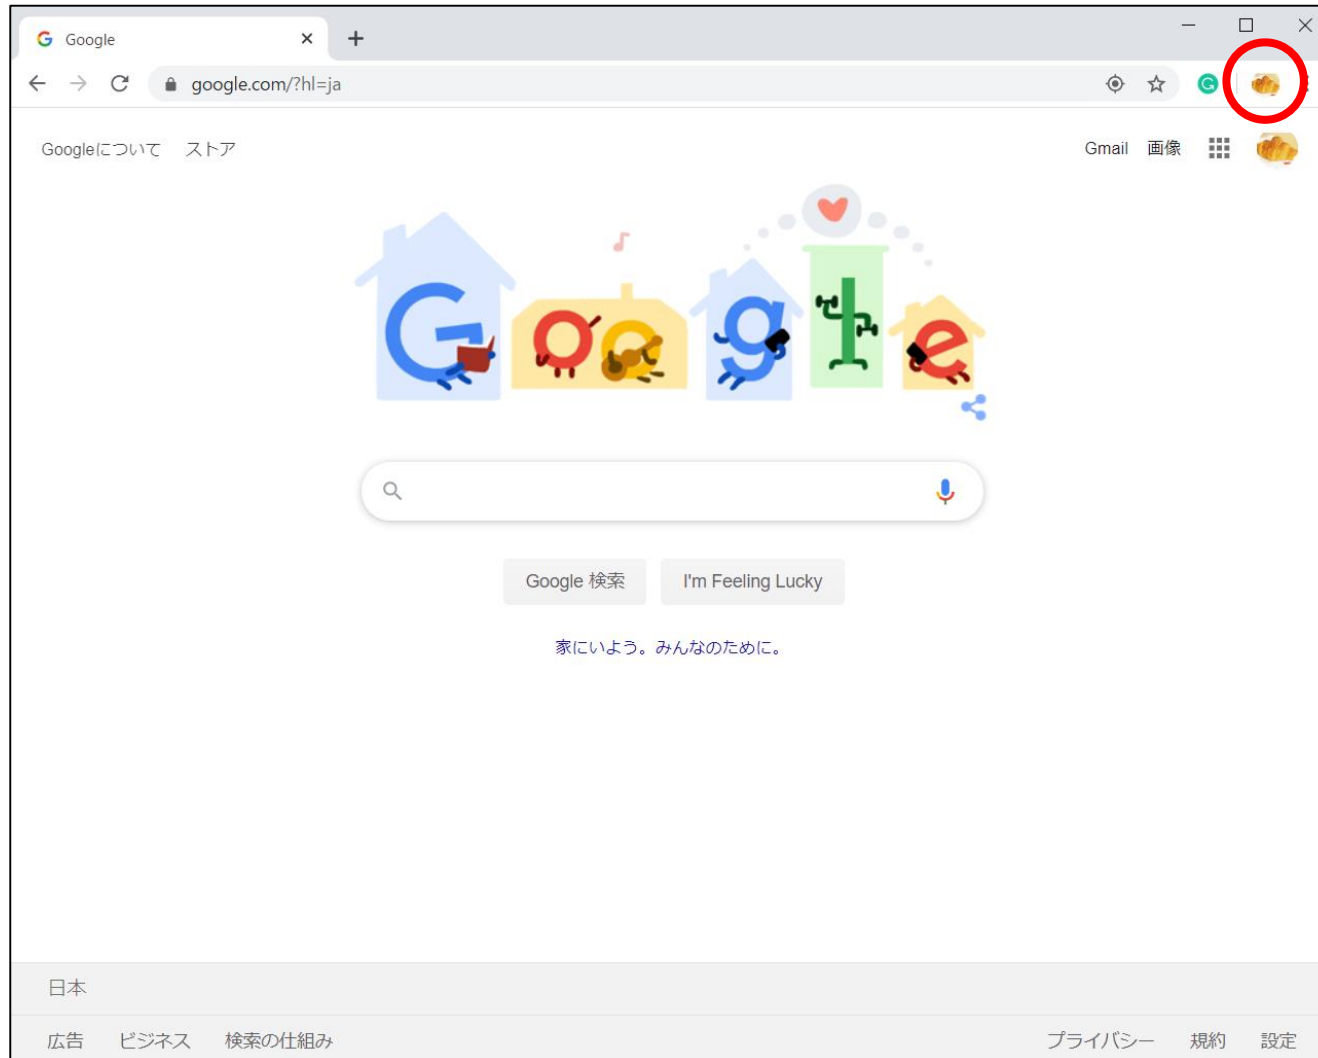 Google
google.com/?hl=ja
Googleについて ストア
Gmail 画像
Google
Google 検索 I'm Feeling Lucky
家にいよう。みんなのために。
日本
広告 ビジネス 検索の仕組み
プライバシー 規約 設定